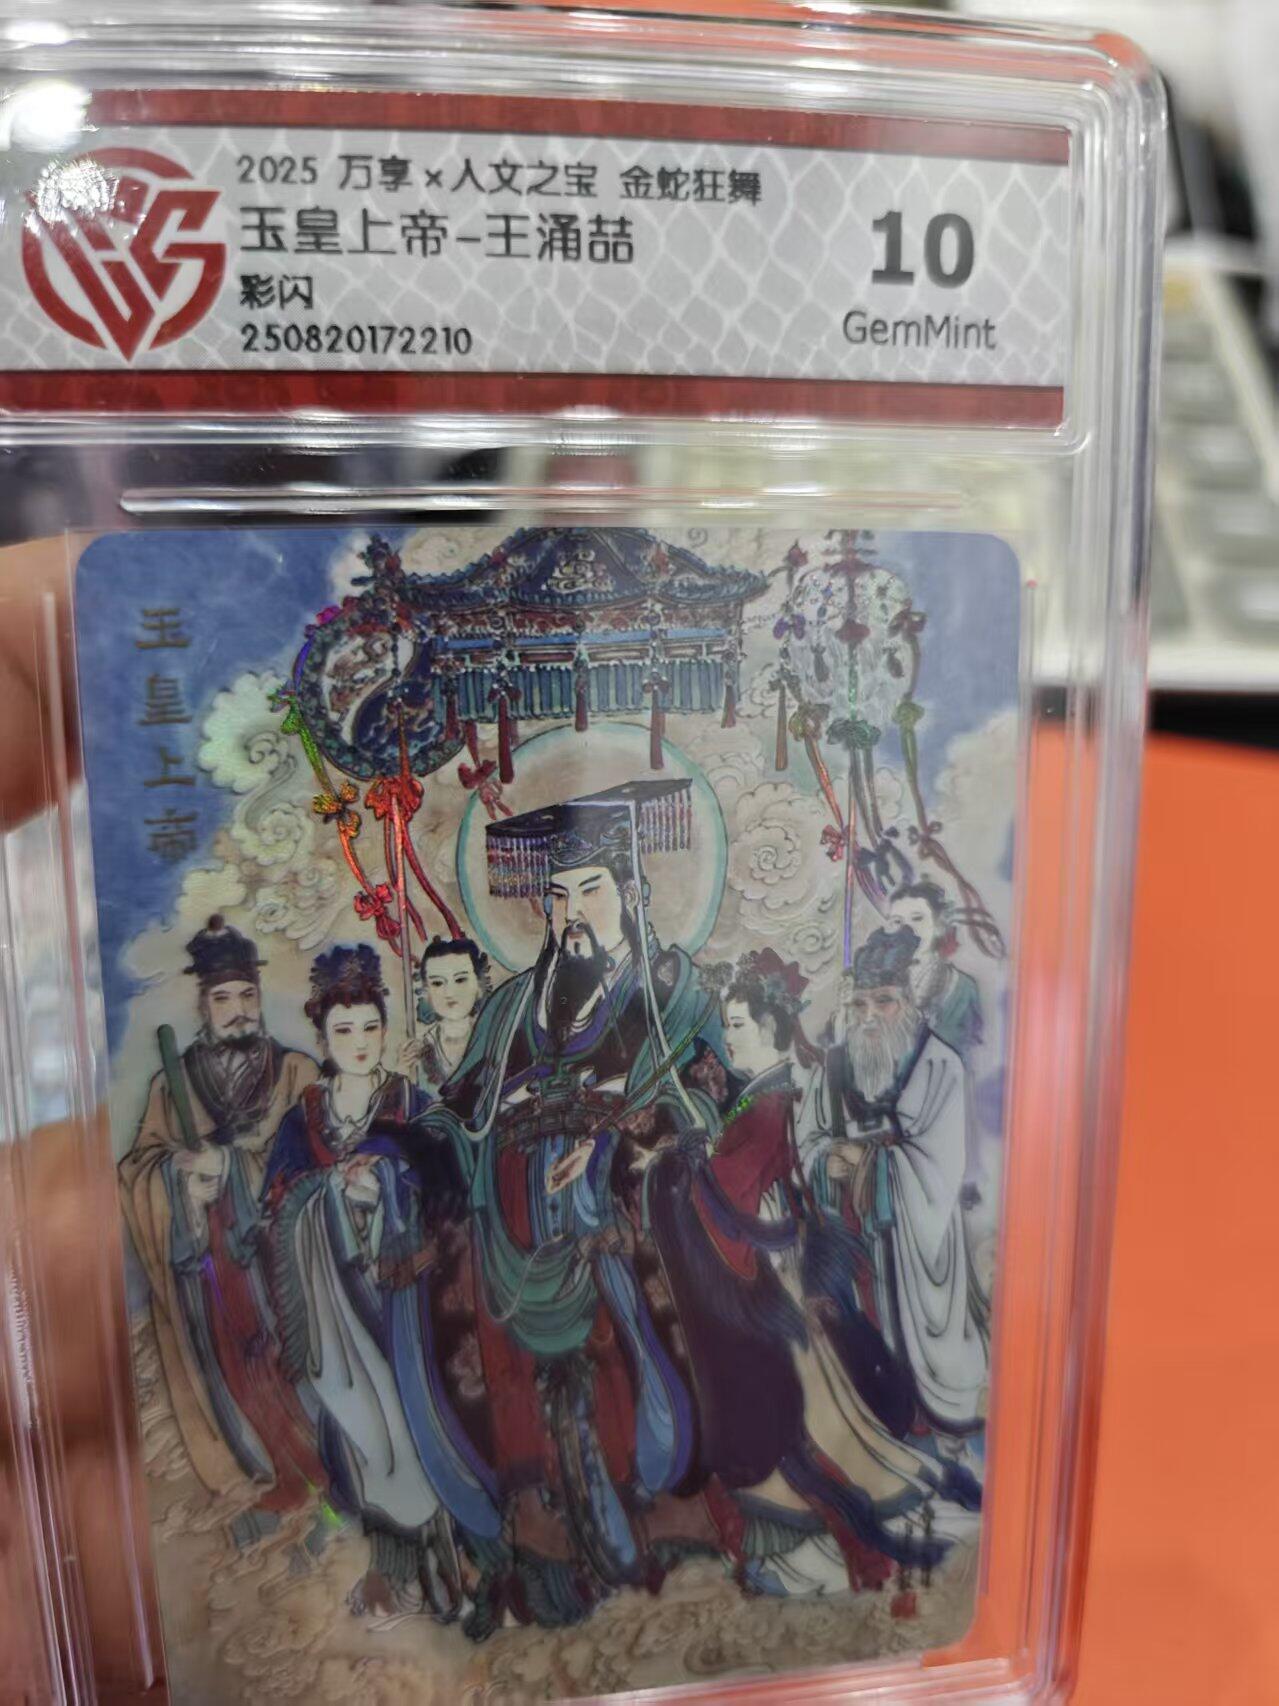 2025 万享×人文之宝 金蛇狂舞
玉皇上帝-王涌喆
彩闪
250820172210
10
GemMint
玉皇上帝